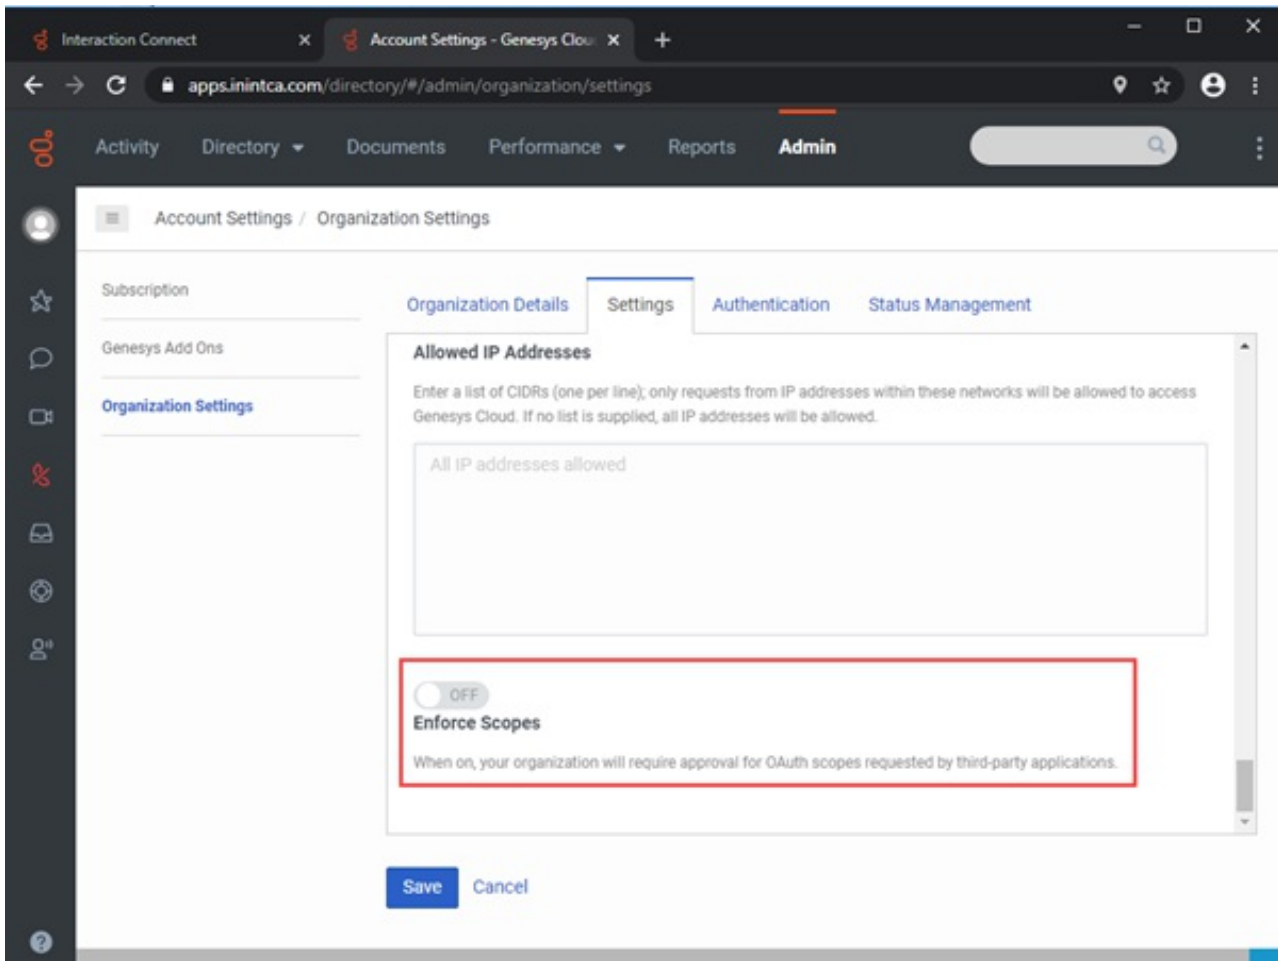 Interaction Connect
Account Settings - Genesys Clou
apps.inintca.com/directory/#/admin/organization/settings
Activity Directory Documents Performance Reports Admin
Account Settings / Organization Settings
Subscription
Genesys Add Ons
Organization Settings
Organization Details Settings Authentication Status Management
Allowed IP Addresses
Enter a list of CIDRs (one per line); only requests from IP addresses within these networks will be allowed to access
Genesys Cloud. If no list is supplied, all IP addresses will be allowed.
All IP addresses allowed
OFF
Enforce Scopes
When on, your organization will require approval for OAuth scopes requested by third-party applications.
Save Cancel